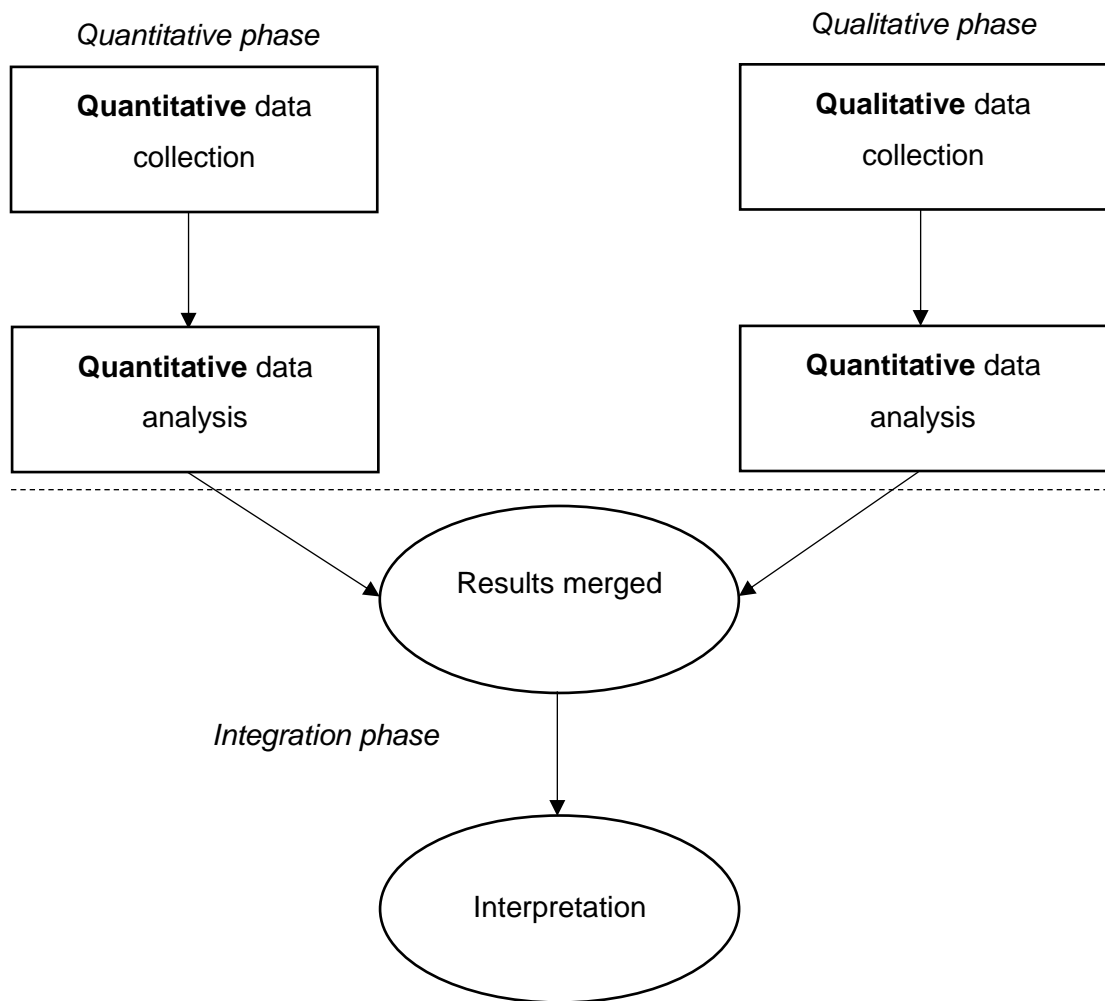 Quantitative phase
Qualitative phase
Quantitative data
collection
Qualitative data
collection
Quantitative data
analysis
Quantitative data
analysis
Results merged
Integration phase
Interpretation